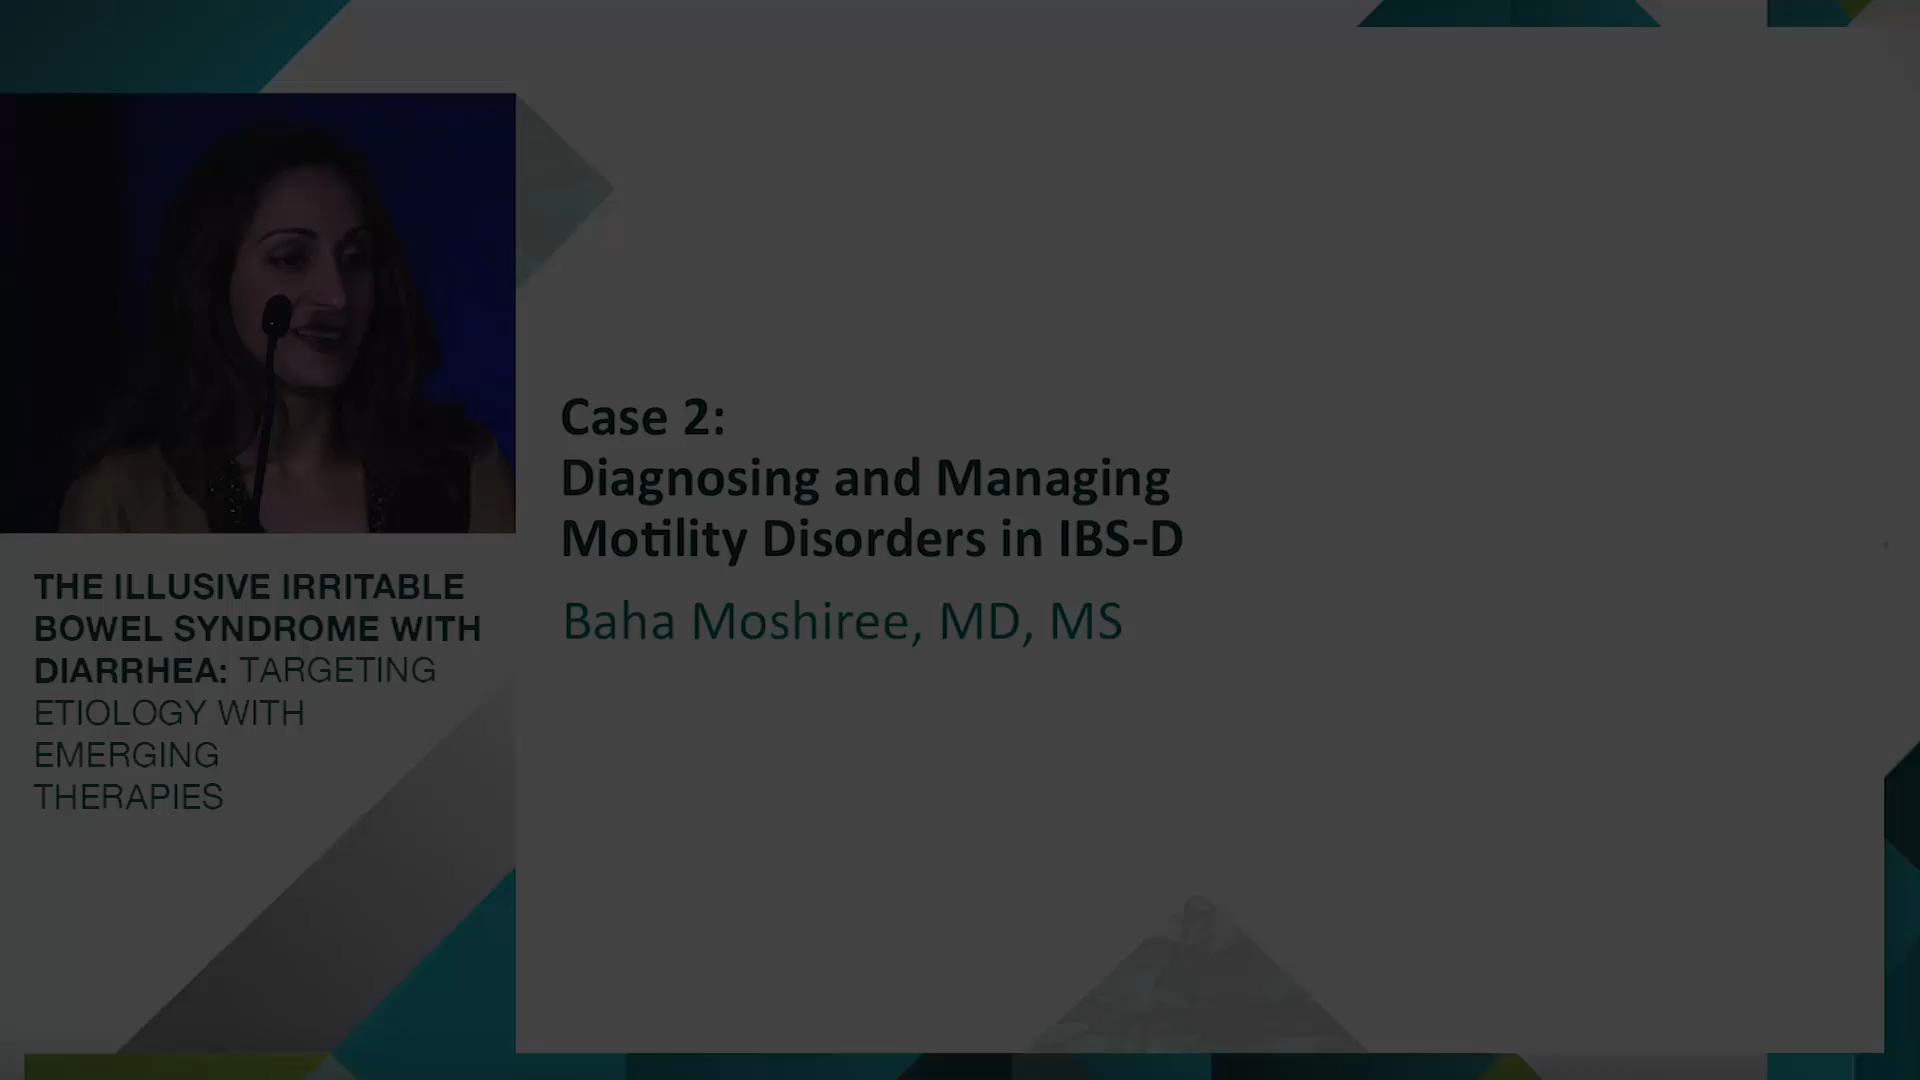 Case 2:
Diagnosing and Managing
Motility Disorders in IBS-D
Baha Moshiree, MD, MS
THE ILLUSIVE IRRITABLE
BOWEL SYNDROME WITH
DIARRHEA: TARGETING
ETIOLOGY WITH
EMERGING
THERAPIES